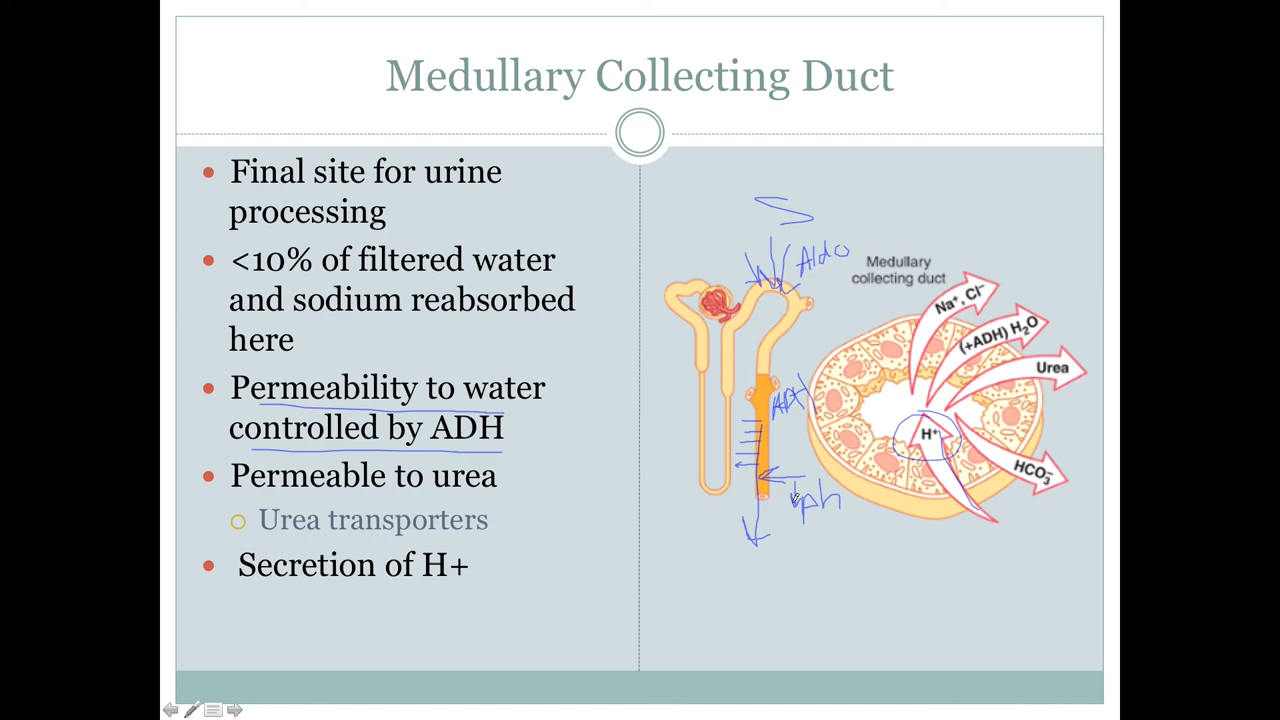 Medullary Collecting Duct
• Final site for urine
processing
• <10% of filtered water
and sodium reabsorbed
here
• Permeability to water
controlled by ADH
• Permeable to urea
○ Urea transporters
• Secretion of H+
Aldo
ADH
Medullary
collecting duct
Na⁺, Cl⁻
(+ADH) H₂O
Urea
H⁺
HCO₃⁻